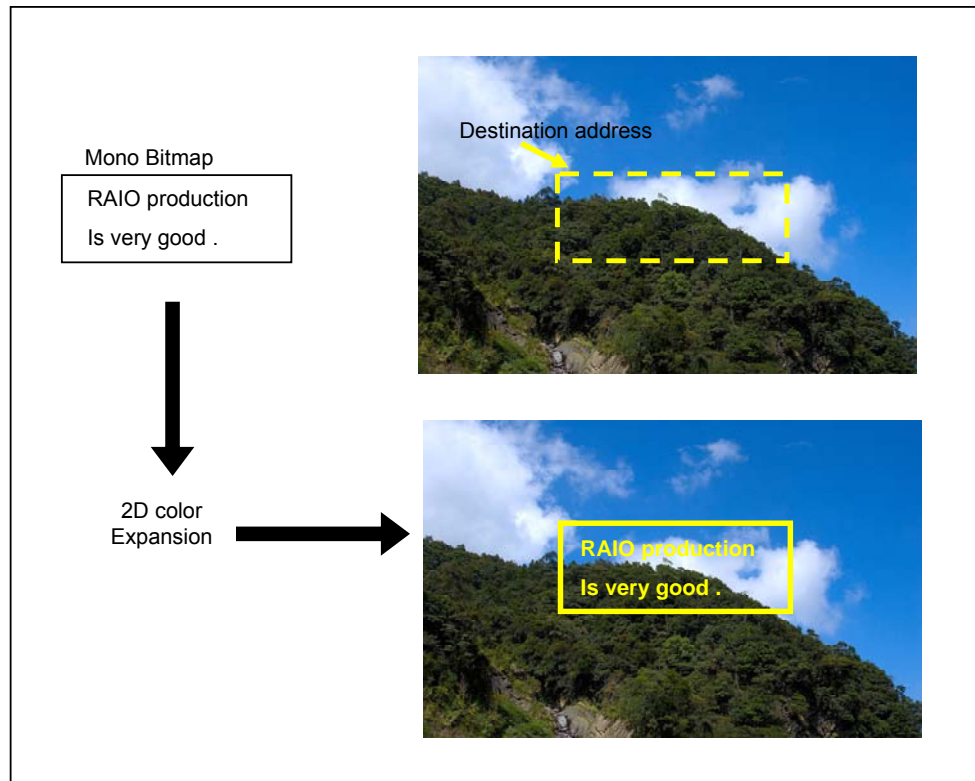 Destination address
Mono Bitmap
RAIO production
Is very good .
2D color
Expansion
RAIO production
Is very good .